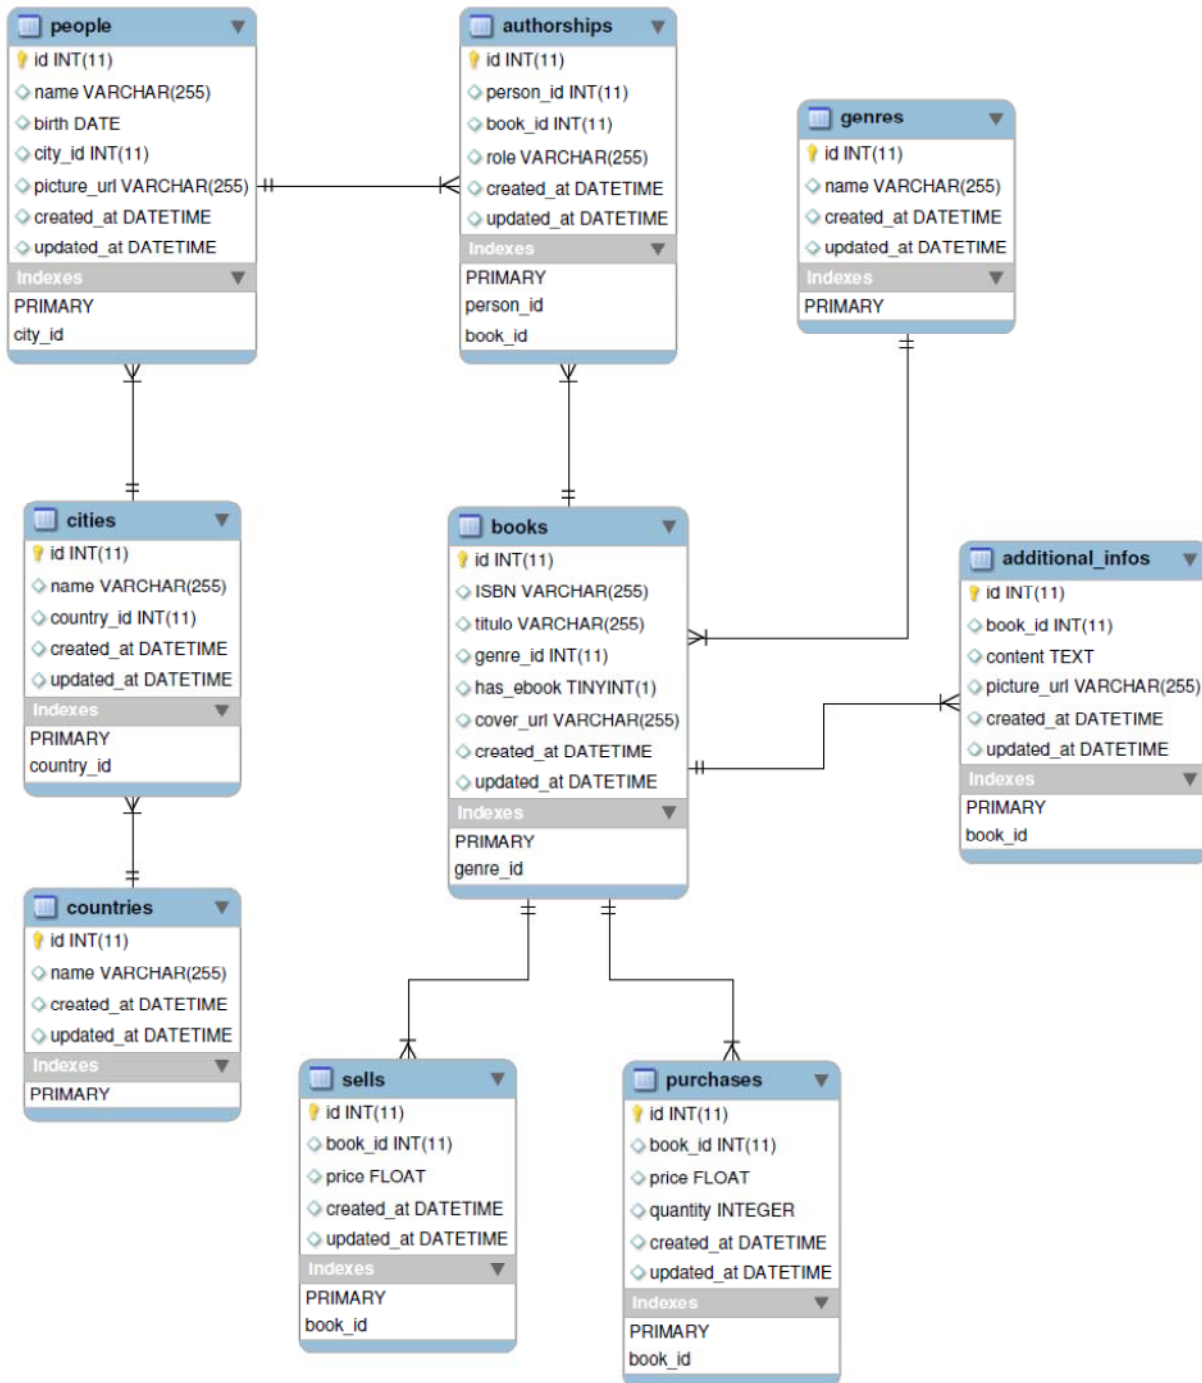 people
id INT(11)
name VARCHAR(255)
birth DATE
city_id INT(11)
picture_url VARCHAR(255)
created_at DATETIME
updated_at DATETIME
Indexes
PRIMARY
city_id
authorships
id INT(11)
person_id INT(11)
book_id INT(11)
role VARCHAR(255)
created_at DATETIME
updated_at DATETIME
Indexes
PRIMARY
person_id
book_id
genres
id INT(11)
name VARCHAR(255)
created_at DATETIME
updated_at DATETIME
Indexes
PRIMARY
cities
id INT(11)
name VARCHAR(255)
country_id INT(11)
created_at DATETIME
updated_at DATETIME
Indexes
PRIMARY
country_id
books
id INT(11)
ISBN VARCHAR(255)
titulo VARCHAR(255)
genre_id INT(11)
has_ebook TINYINT(1)
cover_url VARCHAR(255)
created_at DATETIME
updated_at DATETIME
Indexes
PRIMARY
genre_id
additional_infos
id INT(11)
book_id INT(11)
content TEXT
picture_url VARCHAR(255)
created_at DATETIME
updated_at DATETIME
Indexes
PRIMARY
book_id
countries
id INT(11)
name VARCHAR(255)
created_at DATETIME
updated_at DATETIME
Indexes
PRIMARY
sells
id INT(11)
book_id INT(11)
price FLOAT
created_at DATETIME
updated_at DATETIME
Indexes
PRIMARY
book_id
purchases
id INT(11)
book_id INT(11)
price FLOAT
quantity INTEGER
created_at DATETIME
updated_at DATETIME
Indexes
PRIMARY
book_id